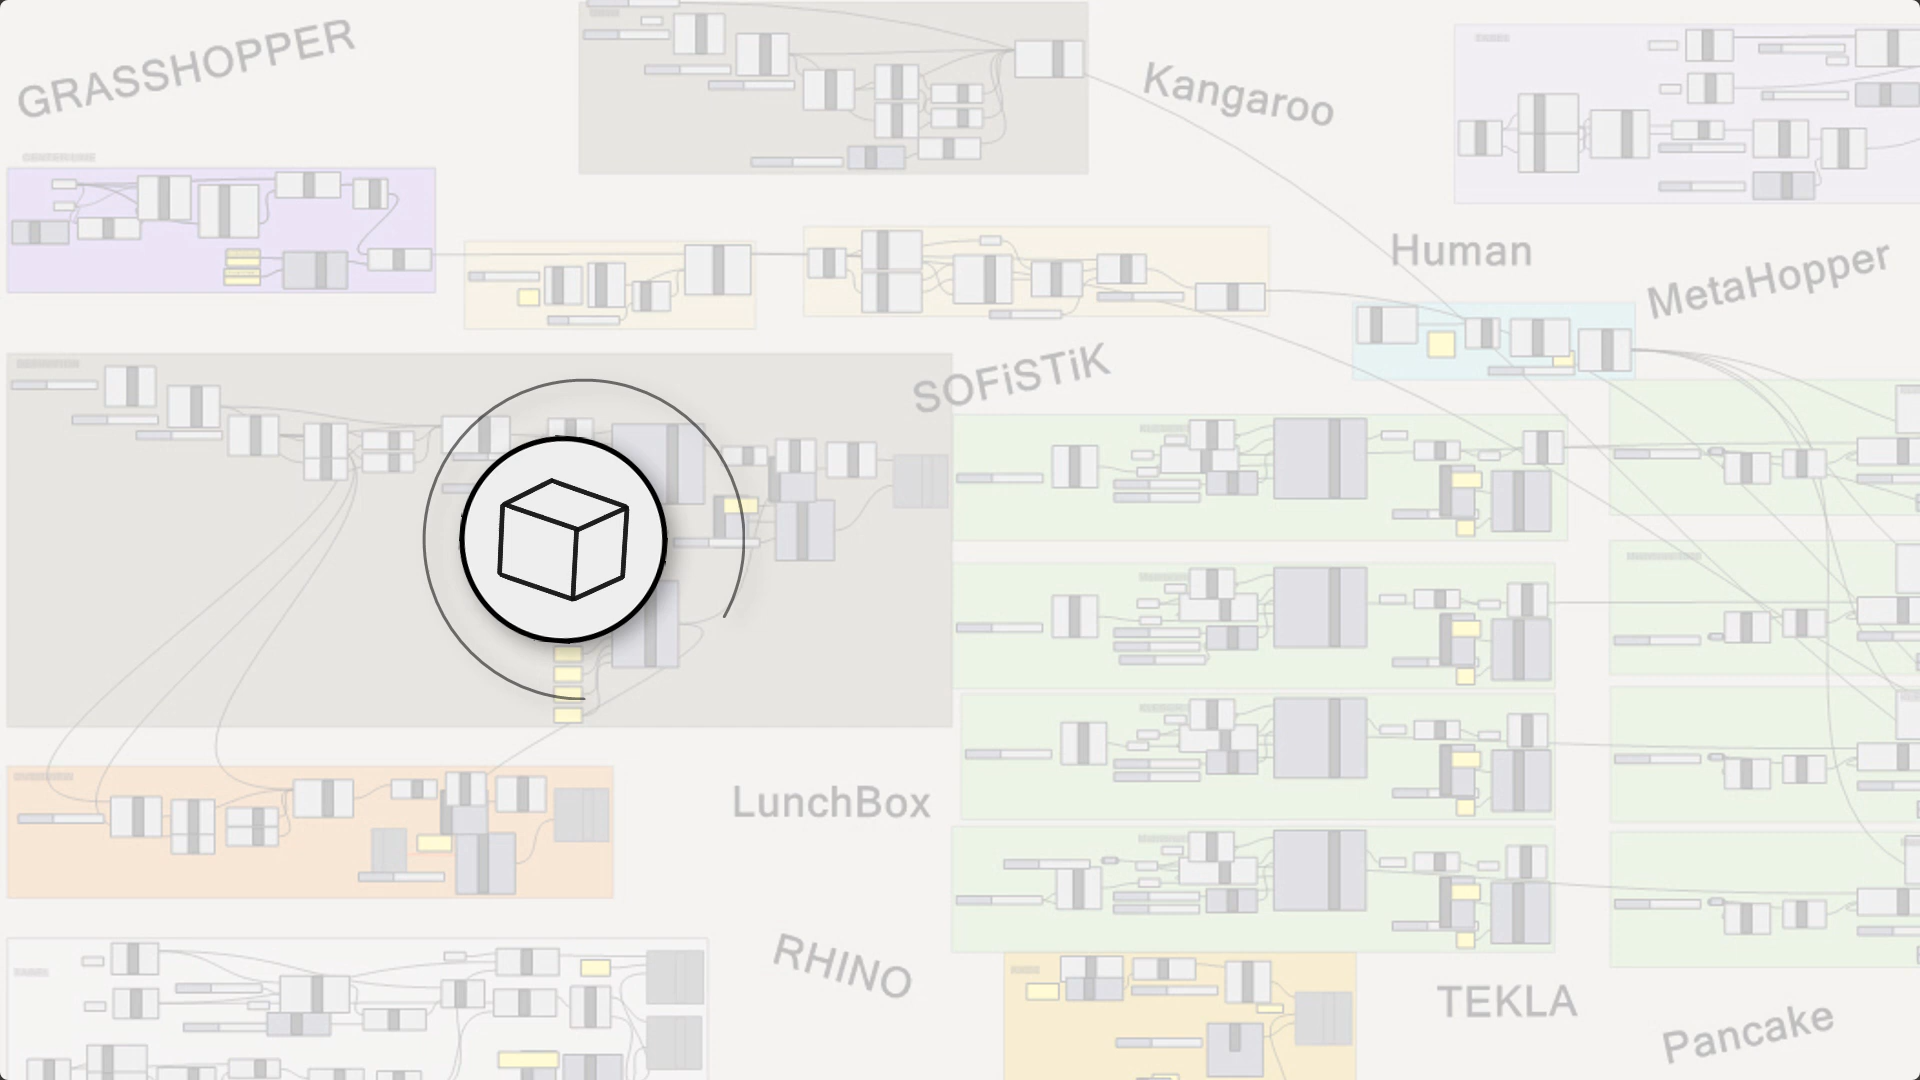 GRASSHOPPER
Kangaroo
Human
MetaHopper
SOFiSTiK
LunchBox
RHINO
TEKLA
Pancake